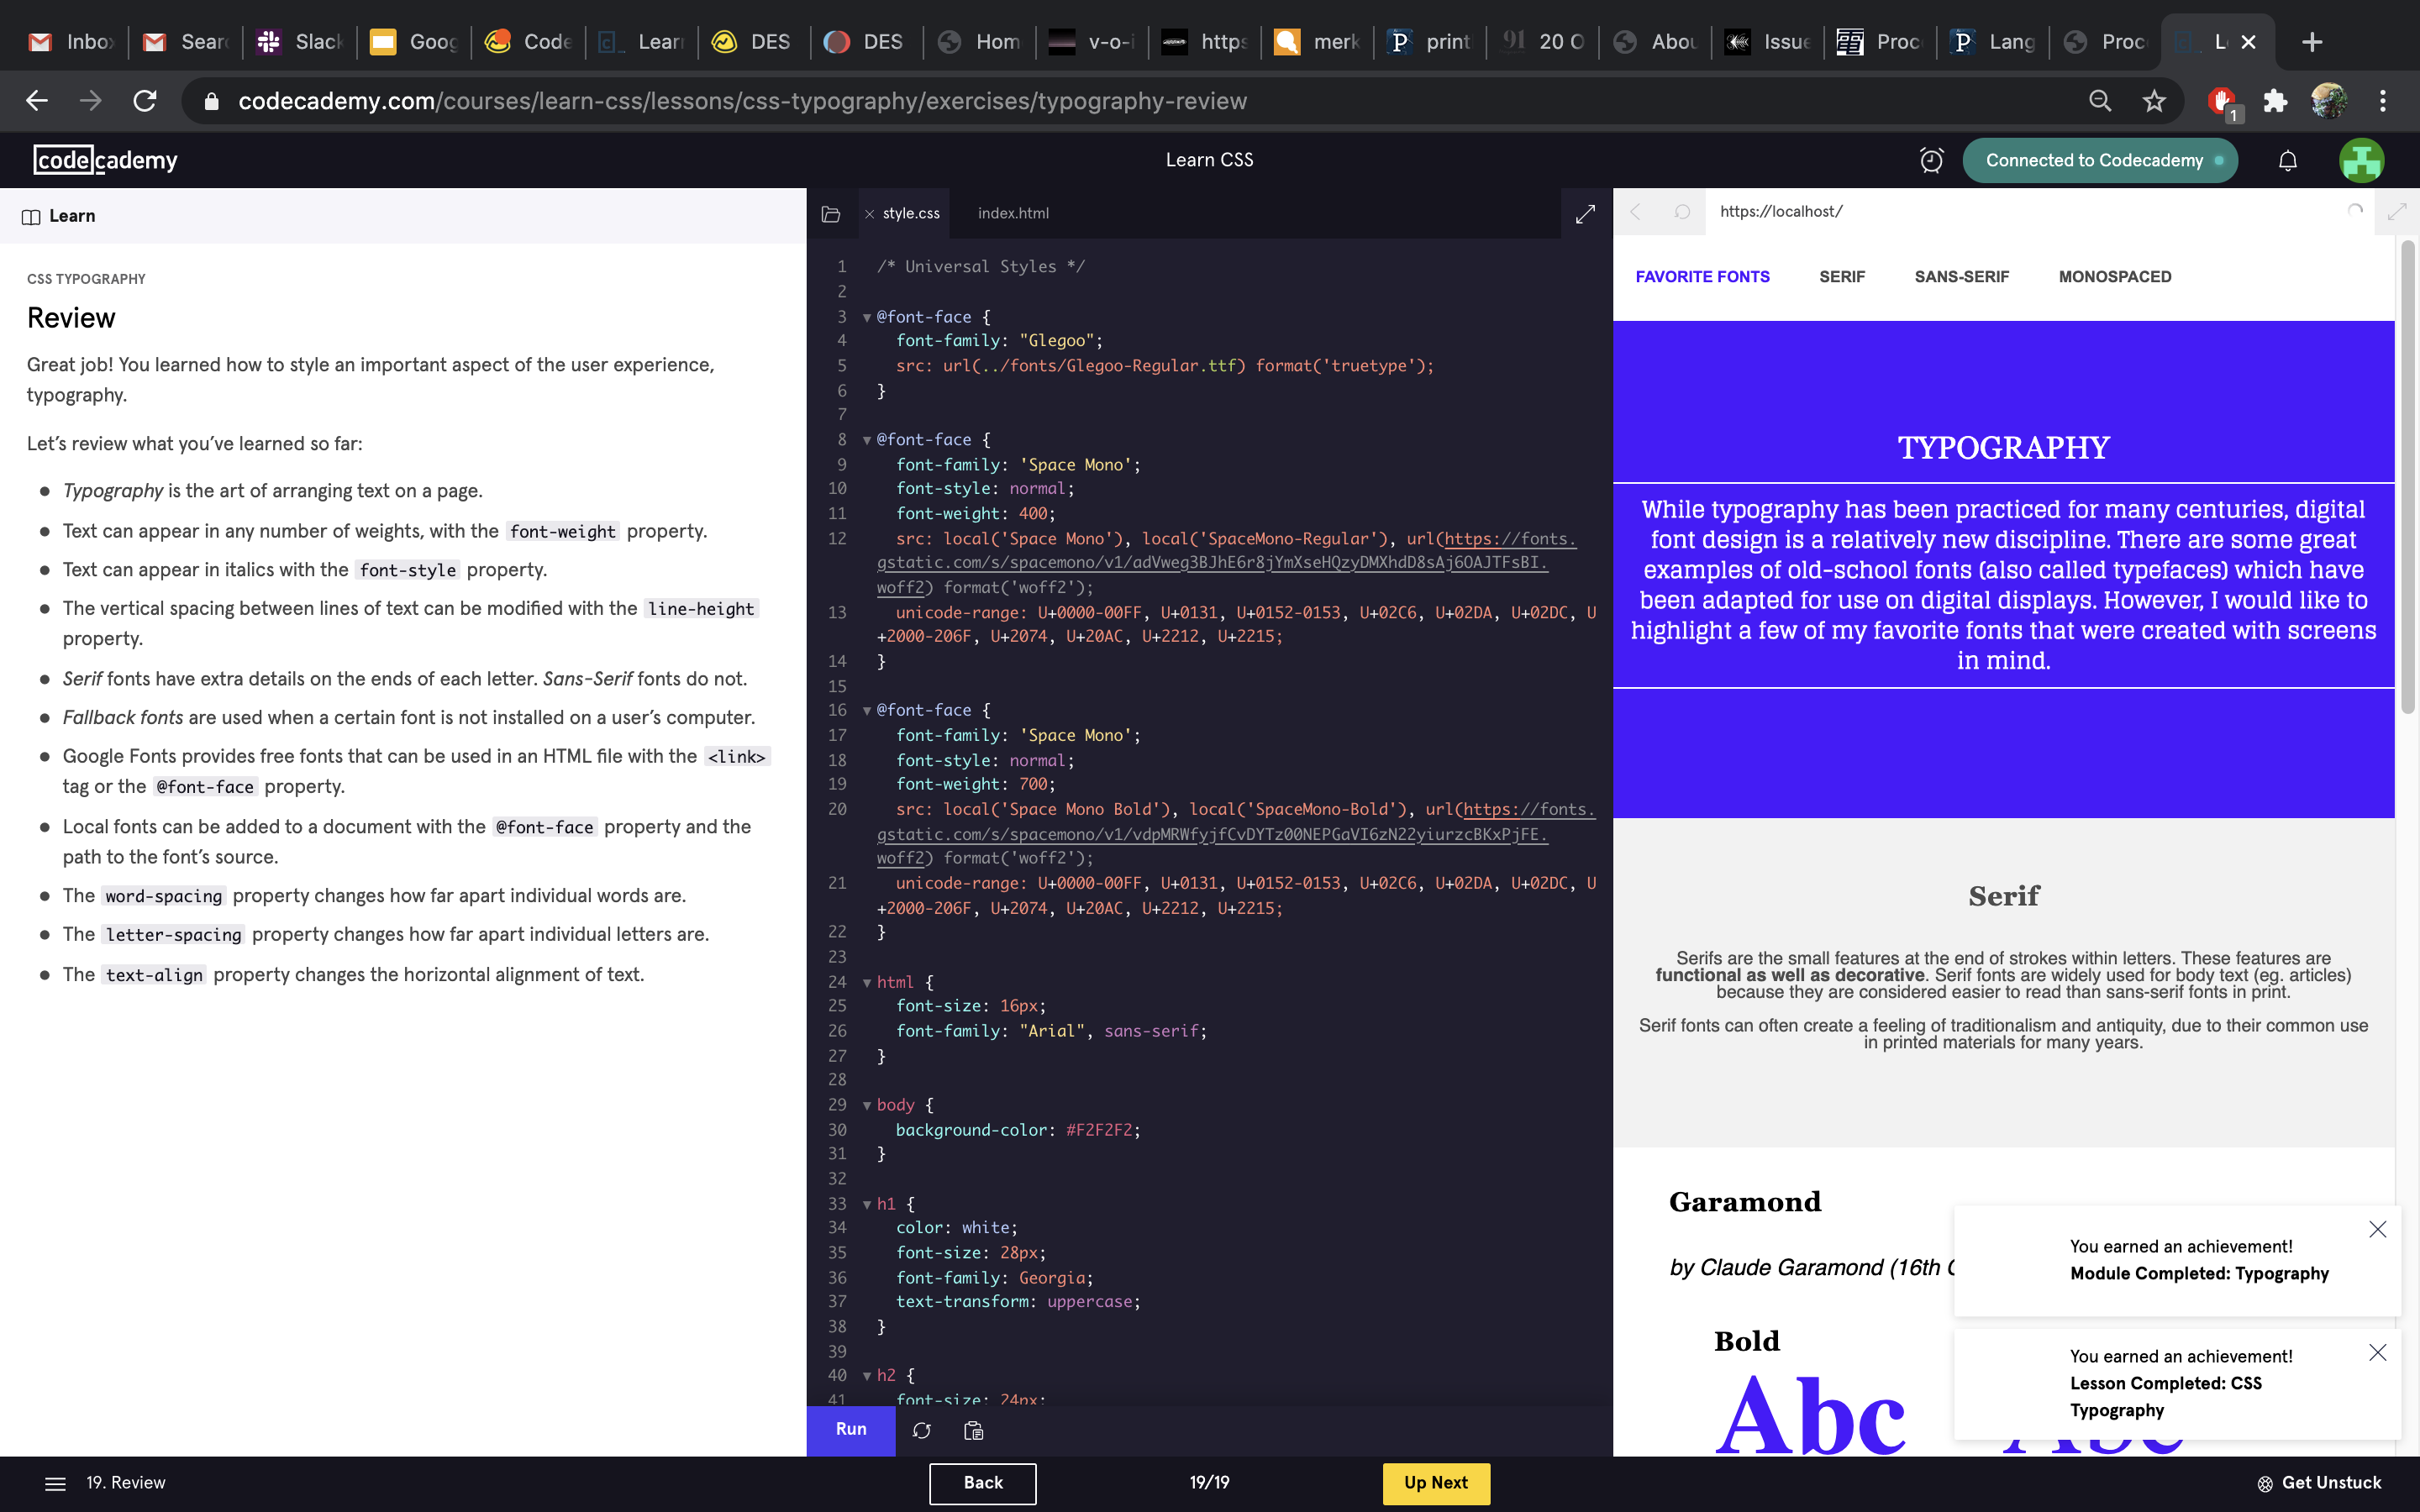 Inbo
Sear
Slack
Goog
Code
Lear
DES
DES
Hom
v-o-i
https
merk
print
20 O
Abou
Issue
Proc
Lang
Proc
L
codecademy.com/courses/learn-css/lessons/css-typography/exercises/typography-review
1
codecademy
Learn CSS
Connected to Codecademy
Learn
CSS TYPOGRAPHY
Review
Great job! You learned how to style an important aspect of the user experience,
typography.
Let's review what you've learned so far:
Typography is the art of arranging text on a page.
Text can appear in any number of weights, with the font-weight property.
Text can appear in italics with the font-style property.
The vertical spacing between lines of text can be modified with the line-height
property.
Serif fonts have extra details on the ends of each letter. Sans-Serif fonts do not.
Fallback fonts are used when a certain font is not installed on a user's computer.
Google Fonts provides free fonts that can be used in an HTML file with the <link>
tag or the @font-face property.
Local fonts can be added to a document with the @font-face property and the
path to the font's source.
The word-spacing property changes how far apart individual words are.
The letter-spacing property changes how far apart individual letters are.
The text-align property changes the horizontal alignment of text.
style.css
index.html
1 /* Universal Styles */
2
3 @font-face {
4 font-family: "Glegoo";
5 src: url(../fonts/Glegoo-Regular.ttf) format('truetype');
6 }
7
8 @font-face {
9 font-family: 'Space Mono';
10 font-style: normal;
11 font-weight: 400;
12 src: local('Space Mono'), local('SpaceMono-Regular'), url(https://fonts.
gstatic.com/s/spacemono/v1/adVweg3BJhE6r8jYmXseHQzyDMXhdD8sAj6OAJTFsBI.
woff2) format('woff2');
13 unicode-range: U+0000-00FF, U+0131, U+0152-0153, U+02C6, U+02DA, U+02DC, U
+2000-206F, U+2074, U+20AC, U+2212, U+2215;
14 }
15
16 @font-face {
17 font-family: 'Space Mono';
18 font-style: normal;
19 font-weight: 700;
20 src: local('Space Mono Bold'), local('SpaceMono-Bold'), url(https://fonts.
gstatic.com/s/spacemono/v1/vdpMRWfyjfCvDYTz00NEPGaVI6zN22yiurzcBKxPjFE.
woff2) format('woff2');
21 unicode-range: U+0000-00FF, U+0131, U+0152-0153, U+02C6, U+02DA, U+02DC, U
+2000-206F, U+2074, U+20AC, U+2212, U+2215;
22 }
23
24 html {
25 font-size: 16px;
26 font-family: "Arial", sans-serif;
27 }
28
29 body {
30 background-color: #F2F2F2;
31 }
32
33 h1 {
34 color: white;
35 font-size: 28px;
36 font-family: Georgia;
37 text-transform: uppercase;
38 }
39
40 h2 {
41 font-size: 24px;
https://localhost/
FAVORITE FONTS
SERIF
SANS-SERIF
MONOSPACED
TYPOGRAPHY
While typography has been practiced for many centuries, digital
font design is a relatively new discipline. There are some great
examples of old-school fonts (also called typefaces) which have
been adapted for use on digital displays. However, I would like to
highlight a few of my favorite fonts that were created with screens
in mind.
Serif
Serifs are the small features at the end of strokes within letters. These features are
functional as well as decorative. Serif fonts are widely used for body text (eg. articles)
because they are considered easier to read than sans-serif fonts in print.
Serif fonts can often create a feeling of traditionalism and antiquity, due to their common use
in printed materials for many years.
Garamond
by Claude Garamond (16th C
Bold
Abc
You earned an achievement!
Module Completed: Typography
You earned an achievement!
Lesson Completed: CSS
Typography
Run
19. Review
Back
19/19
Up Next
Get Unstuck